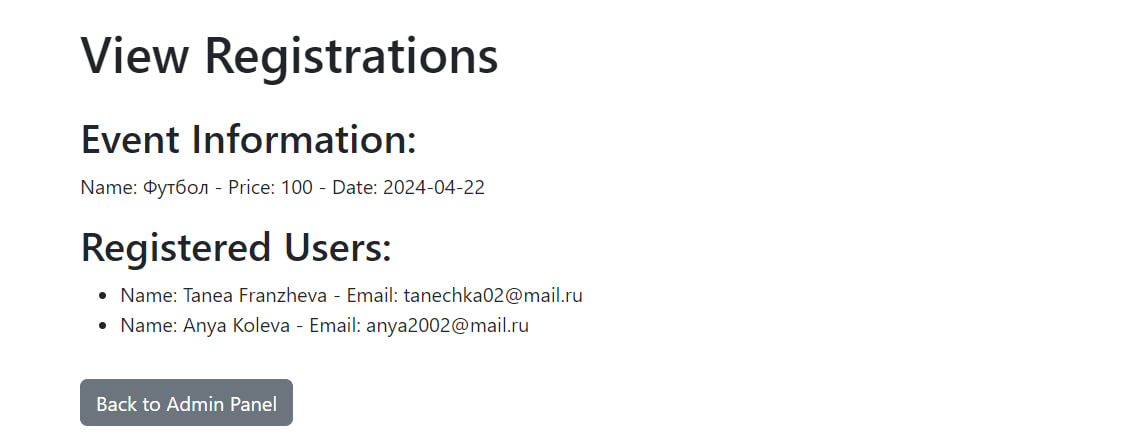 View Registrations
Event Information:
Name: Футбол - Price: 100 - Date: 2024-04-22
Registered Users:
Name: Tanea Franzheva - Email: tanechka02@mail.ru
Name: Anya Koleva - Email: anya2002@mail.ru
Back to Admin Panel